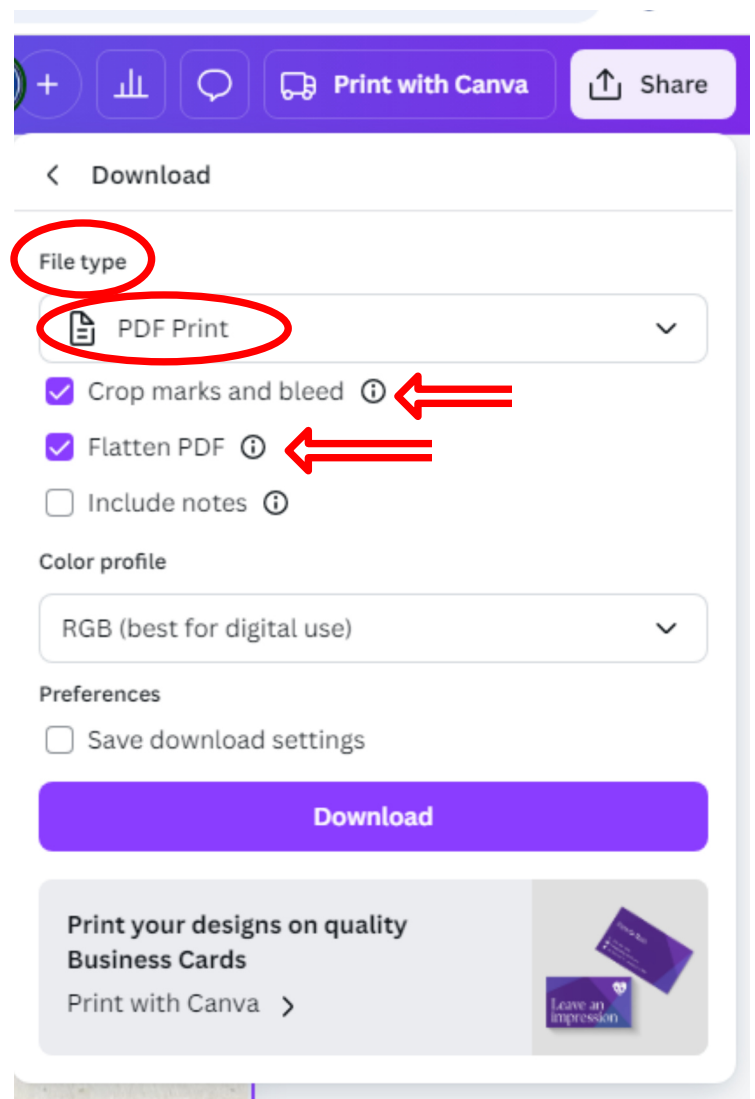 Print with Canva
Share
Download
File type
PDF Print
Crop marks and bleed
Flatten PDF
Include notes
Color profile
RGB (best for digital use)
Preferences
Save download settings
Download
Print your designs on quality
Business Cards
Print with Canva
Leave an
impression